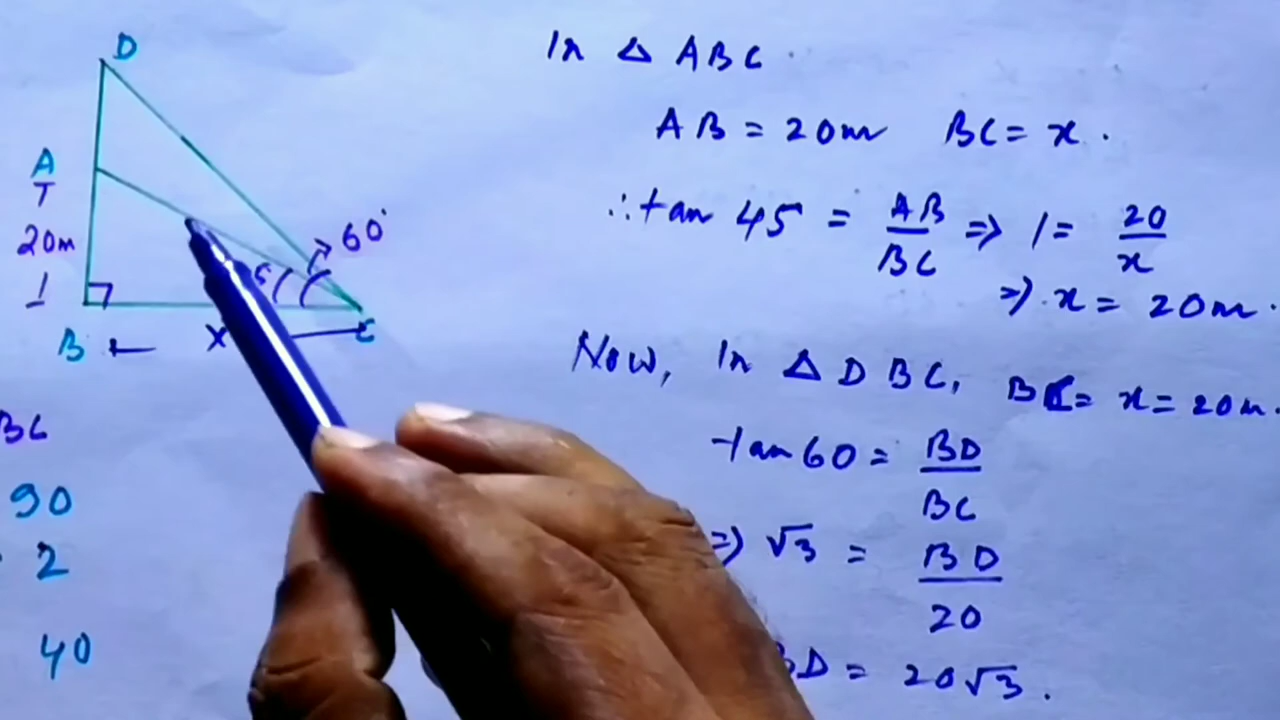 D
A
20m
B
x
C
60°
BC
90
2
40
In △ ABC
AB = 20m BC = x .
∴ tan 45 = AB/BC ⇒ 1 = 20/x
⇒ x = 20m .
Now, In △ DBC, BC = x = 20m .
tan 60 = BD/BC
⇒ √3 = BD/20
BD = 20√3 .